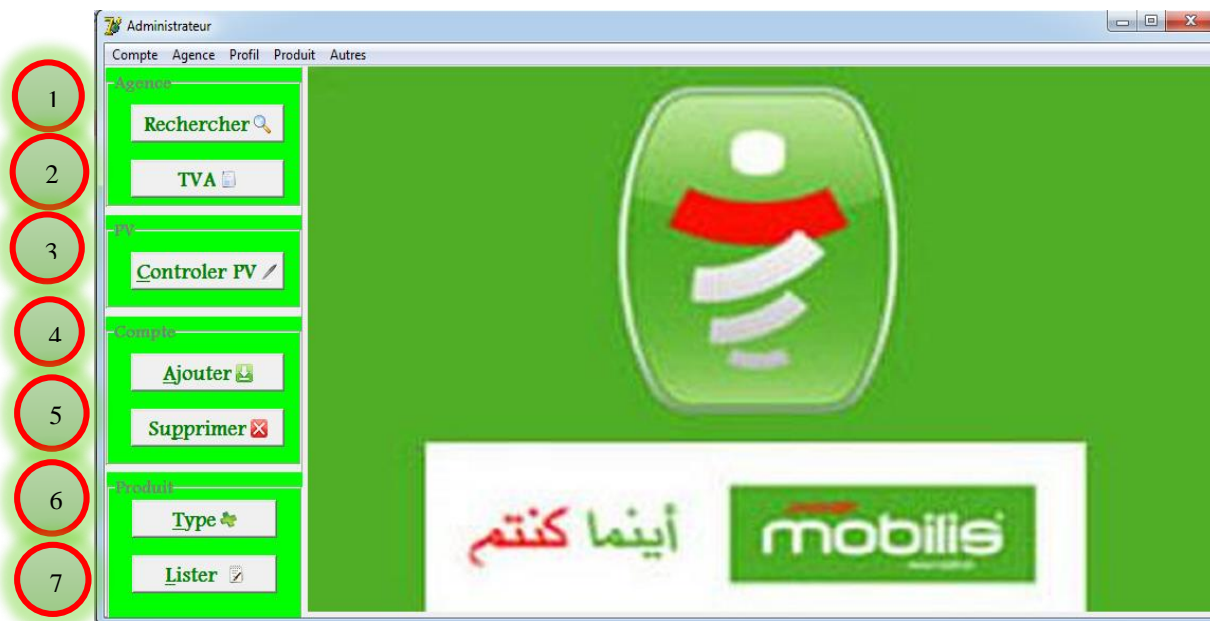 Administrateur
Compte Agence Profil Produit Autres
1
Agence
Rechercher
2
TVA
PV
3
Controler PV
Compte
4
Ajouter
5
Supprimer
Produit
6
Type
7
Lister
أينما كنتم
mobilis